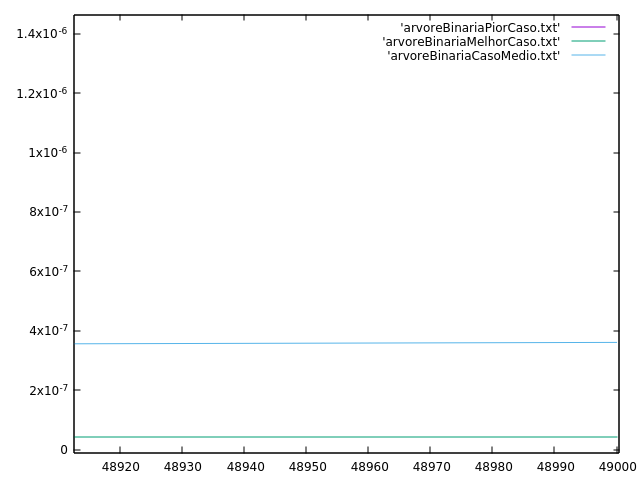 'arvoreBinariaPiorCaso.txt'
'arvoreBinariaMelhorCaso.txt'
'arvoreBinariaCasoMedio.txt'
1.4x10⁻⁶
1.2x10⁻⁶
1x10⁻⁶
8x10⁻⁷
6x10⁻⁷
4x10⁻⁷
2x10⁻⁷
0
48920 48930 48940 48950 48960 48970 48980 48990 49000